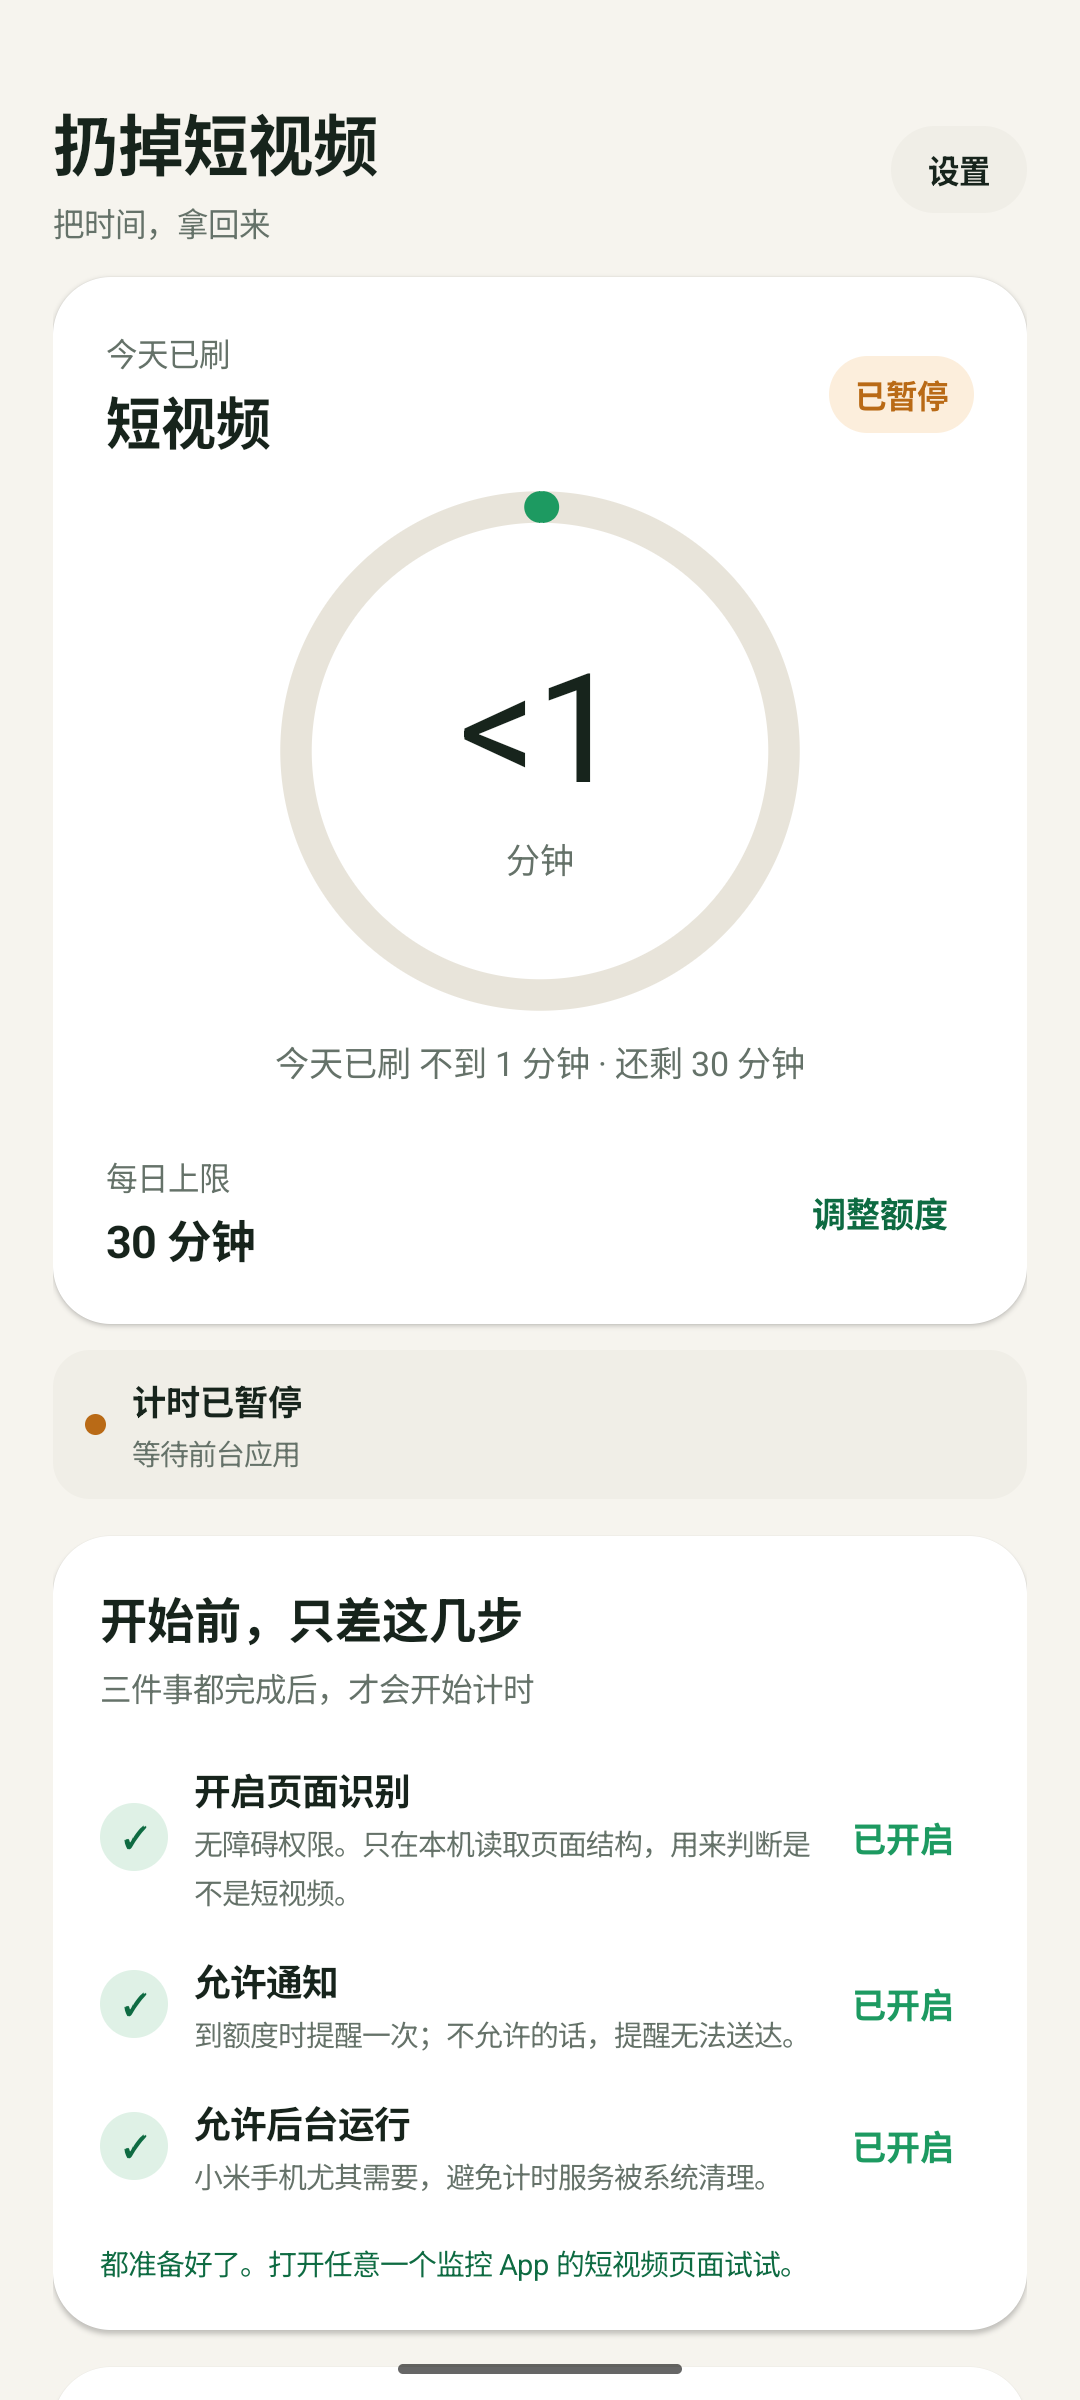 扔掉短视频
把时间，拿回来
设置
今天已刷
短视频
已暂停
<1
分钟
今天已刷 不到 1 分钟 · 还剩 30 分钟
每日上限
30 分钟
调整额度
计时已暂停
等待前台应用
开始前，只差这几步
三件事都完成后，才会开始计时
开启页面识别
无障碍权限。只在本机读取页面结构，用来判断是
不是短视频。
已开启
允许通知
到额度时提醒一次；不允许的话，提醒无法送达。
已开启
允许后台运行
小米手机尤其需要，避免计时服务被系统清理。
已开启
都准备好了。打开任意一个监控 App 的短视频页面试试。